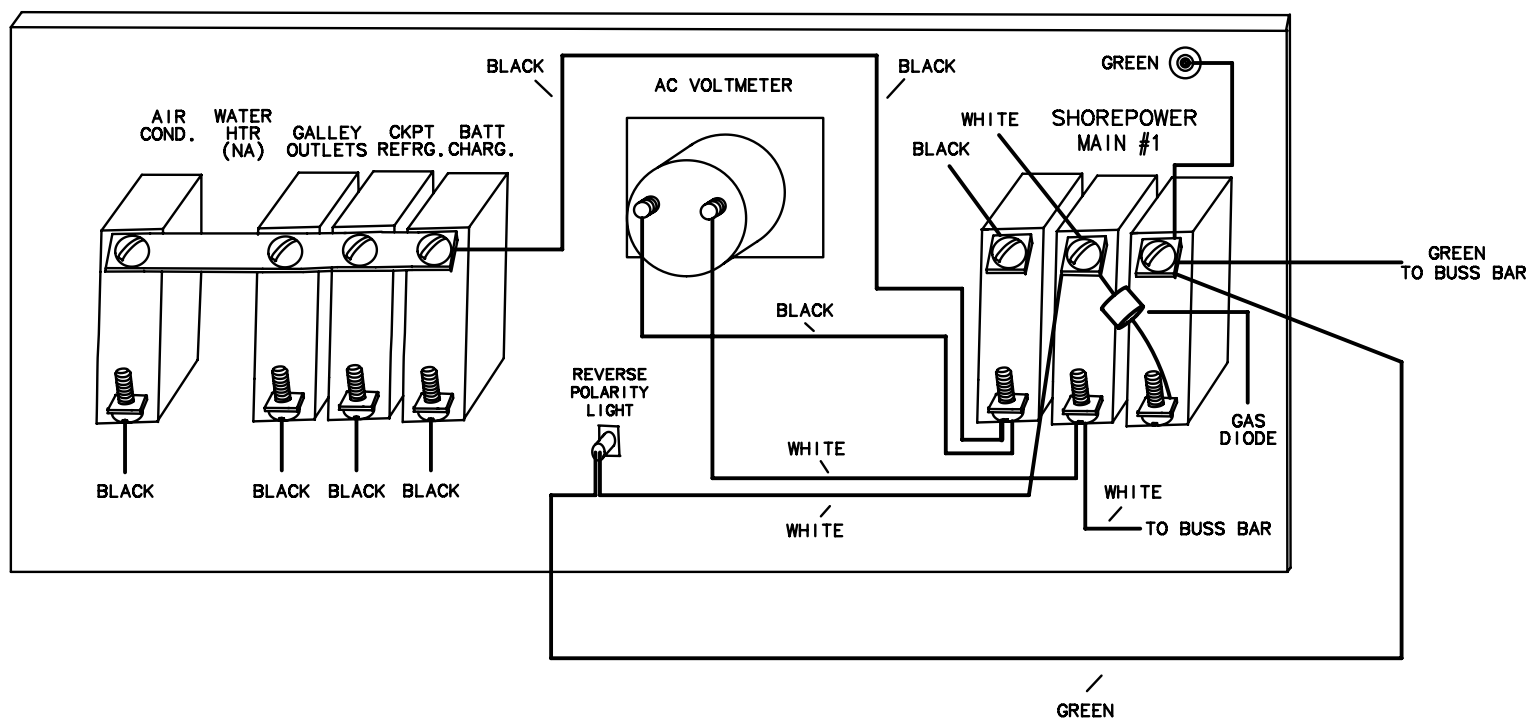 BLACK
AC VOLTMETER
BLACK
GREEN
AIR
COND.
WATER
HTR
(NA)
GALLEY
OUTLETS
CKPT
REFRG.
BATT
CHARG.
WHITE
BLACK
SHOREPOWER
MAIN #1
GREEN
TO BUSS BAR
BLACK
REVERSE
POLARITY
LIGHT
GAS
DIODE
WHITE
BLACK
BLACK
BLACK
BLACK
WHITE
WHITE
TO BUSS BAR
GREEN